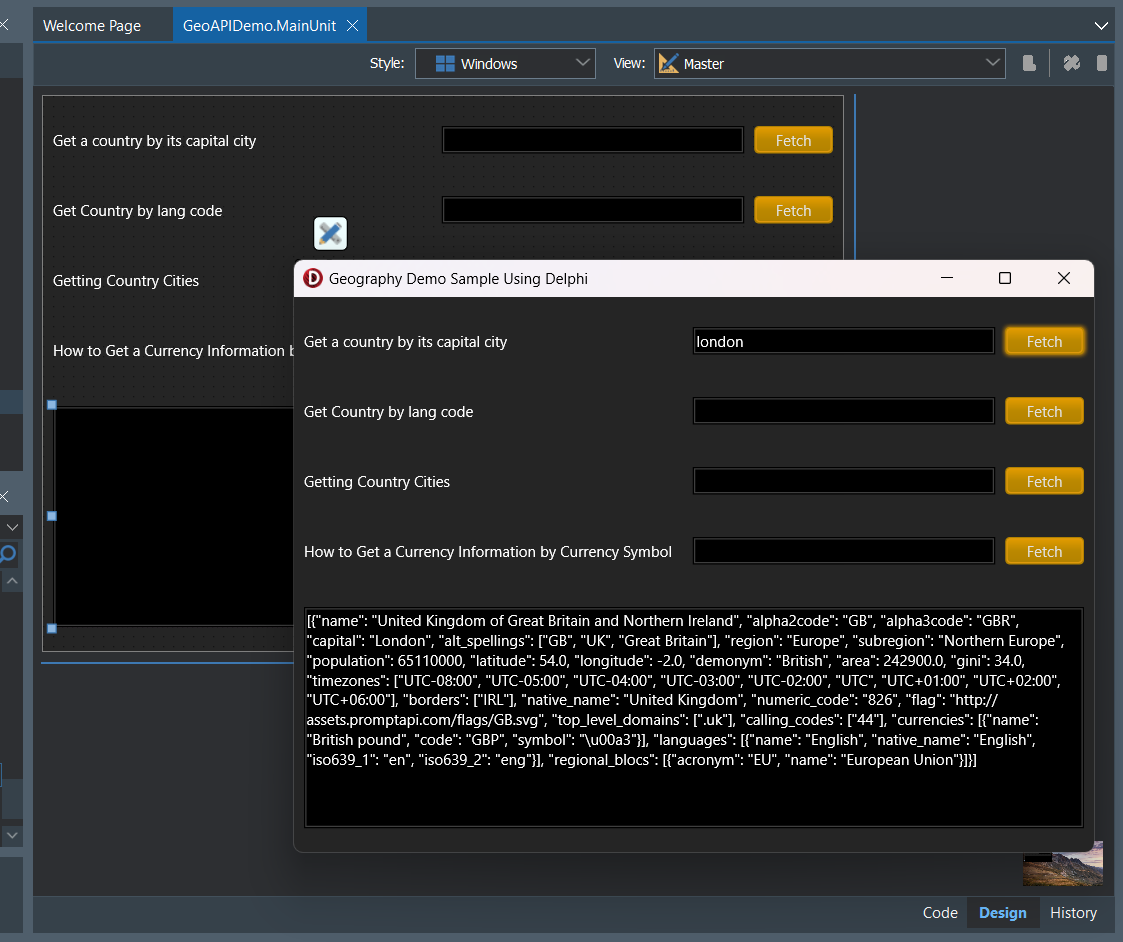 Welcome Page
GeoAPIDemo.MainUnit
Style:
Windows
View:
Master
Get a country by its capital city
Fetch
Get Country by lang code
Fetch
Getting Country Cities
How to Get a Currency Information b
Geography Demo Sample Using Delphi
Get a country by its capital city
london
Fetch
Get Country by lang code
Fetch
Getting Country Cities
Fetch
How to Get a Currency Information by Currency Symbol
Fetch
[{"name": "United Kingdom of Great Britain and Northern Ireland", "alpha2code": "GB", "alpha3code": "GBR",
"capital": "London", "alt_spellings": ["GB", "UK", "Great Britain"], "region": "Europe", "subregion": "Northern Europe",
"population": 65110000, "latitude": 54.0, "longitude": -2.0, "demonym": "British", "area": 242900.0, "gini": 34.0,
"timezones": ["UTC-08:00", "UTC-05:00", "UTC-04:00", "UTC-03:00", "UTC-02:00", "UTC", "UTC+01:00", "UTC+02:00",
"UTC+06:00"], "borders": ["IRL"], "native_name": "United Kingdom", "numeric_code": "826", "flag": "http://
assets.promptapi.com/flags/GB.svg", "top_level_domains": [".uk"], "calling_codes": ["44"], "currencies": [{"name":
"British pound", "code": "GBP", "symbol": "\u00a3"}], "languages": [{"name": "English", "native_name": "English",
"iso639_1": "en", "iso639_2": "eng"}], "regional_blocs": [{"acronym": "EU", "name": "European Union"}]}]
Code
Design
History